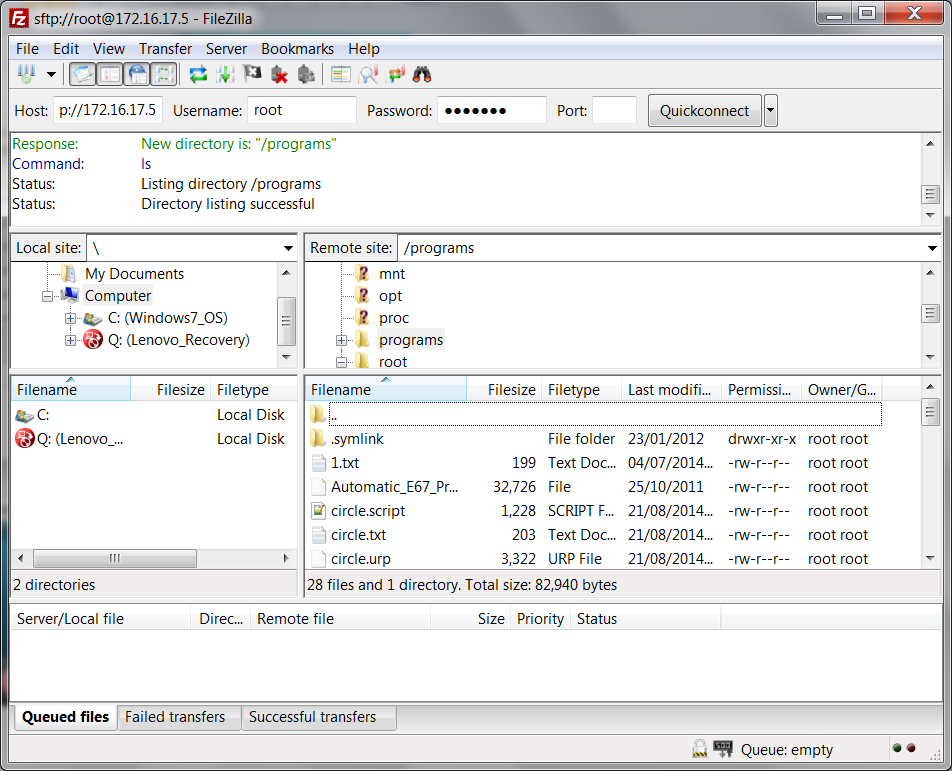 sftp://root@172.16.17.5 - FileZilla
File Edit View Transfer Server Bookmarks Help
Host: p://172.16.17.5 Username: root Password: ●●●●●●● Port: Quickconnect
Response: New directory is: "/programs"
Command: ls
Status: Listing directory /programs
Status: Directory listing successful
Local site: \
My Documents
Computer
C: (Windows7_OS)
Q: (Lenovo_Recovery)
Filename Filesize Filetype
C: Local Disk
Q: (Lenovo_... Local Disk
2 directories
Remote site: /programs
mnt
opt
proc
programs
root
Filename Filesize Filetype Last modifi... Permissi... Owner/G...
..
.symlink File folder 23/01/2012 drwxr-xr-x root root
1.txt 199 Text Doc... 04/07/2014... -rw-r--r-- root root
Automatic_E67_Pr... 32,726 File 25/10/2011 -rw-r--r-- root root
circle.script 1,228 SCRIPT F... 21/08/2014... -rw-r--r-- root root
circle.txt 203 Text Doc... 21/08/2014... -rw-r--r-- root root
circle.urp 3,322 URP File 21/08/2014... -rw-r--r-- root root
28 files and 1 directory. Total size: 82,940 bytes
Server/Local file Direc... Remote file Size Priority Status
Queued files Failed transfers Successful transfers
Queue: empty